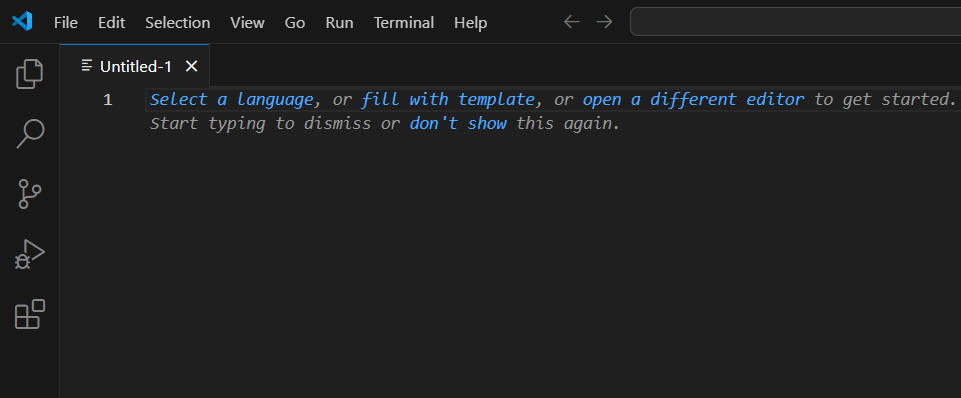 File Edit Selection View Go Run Terminal Help
Untitled-1
1 Select a language, or fill with template, or open a different editor to get started.
Start typing to dismiss or don't show this again.